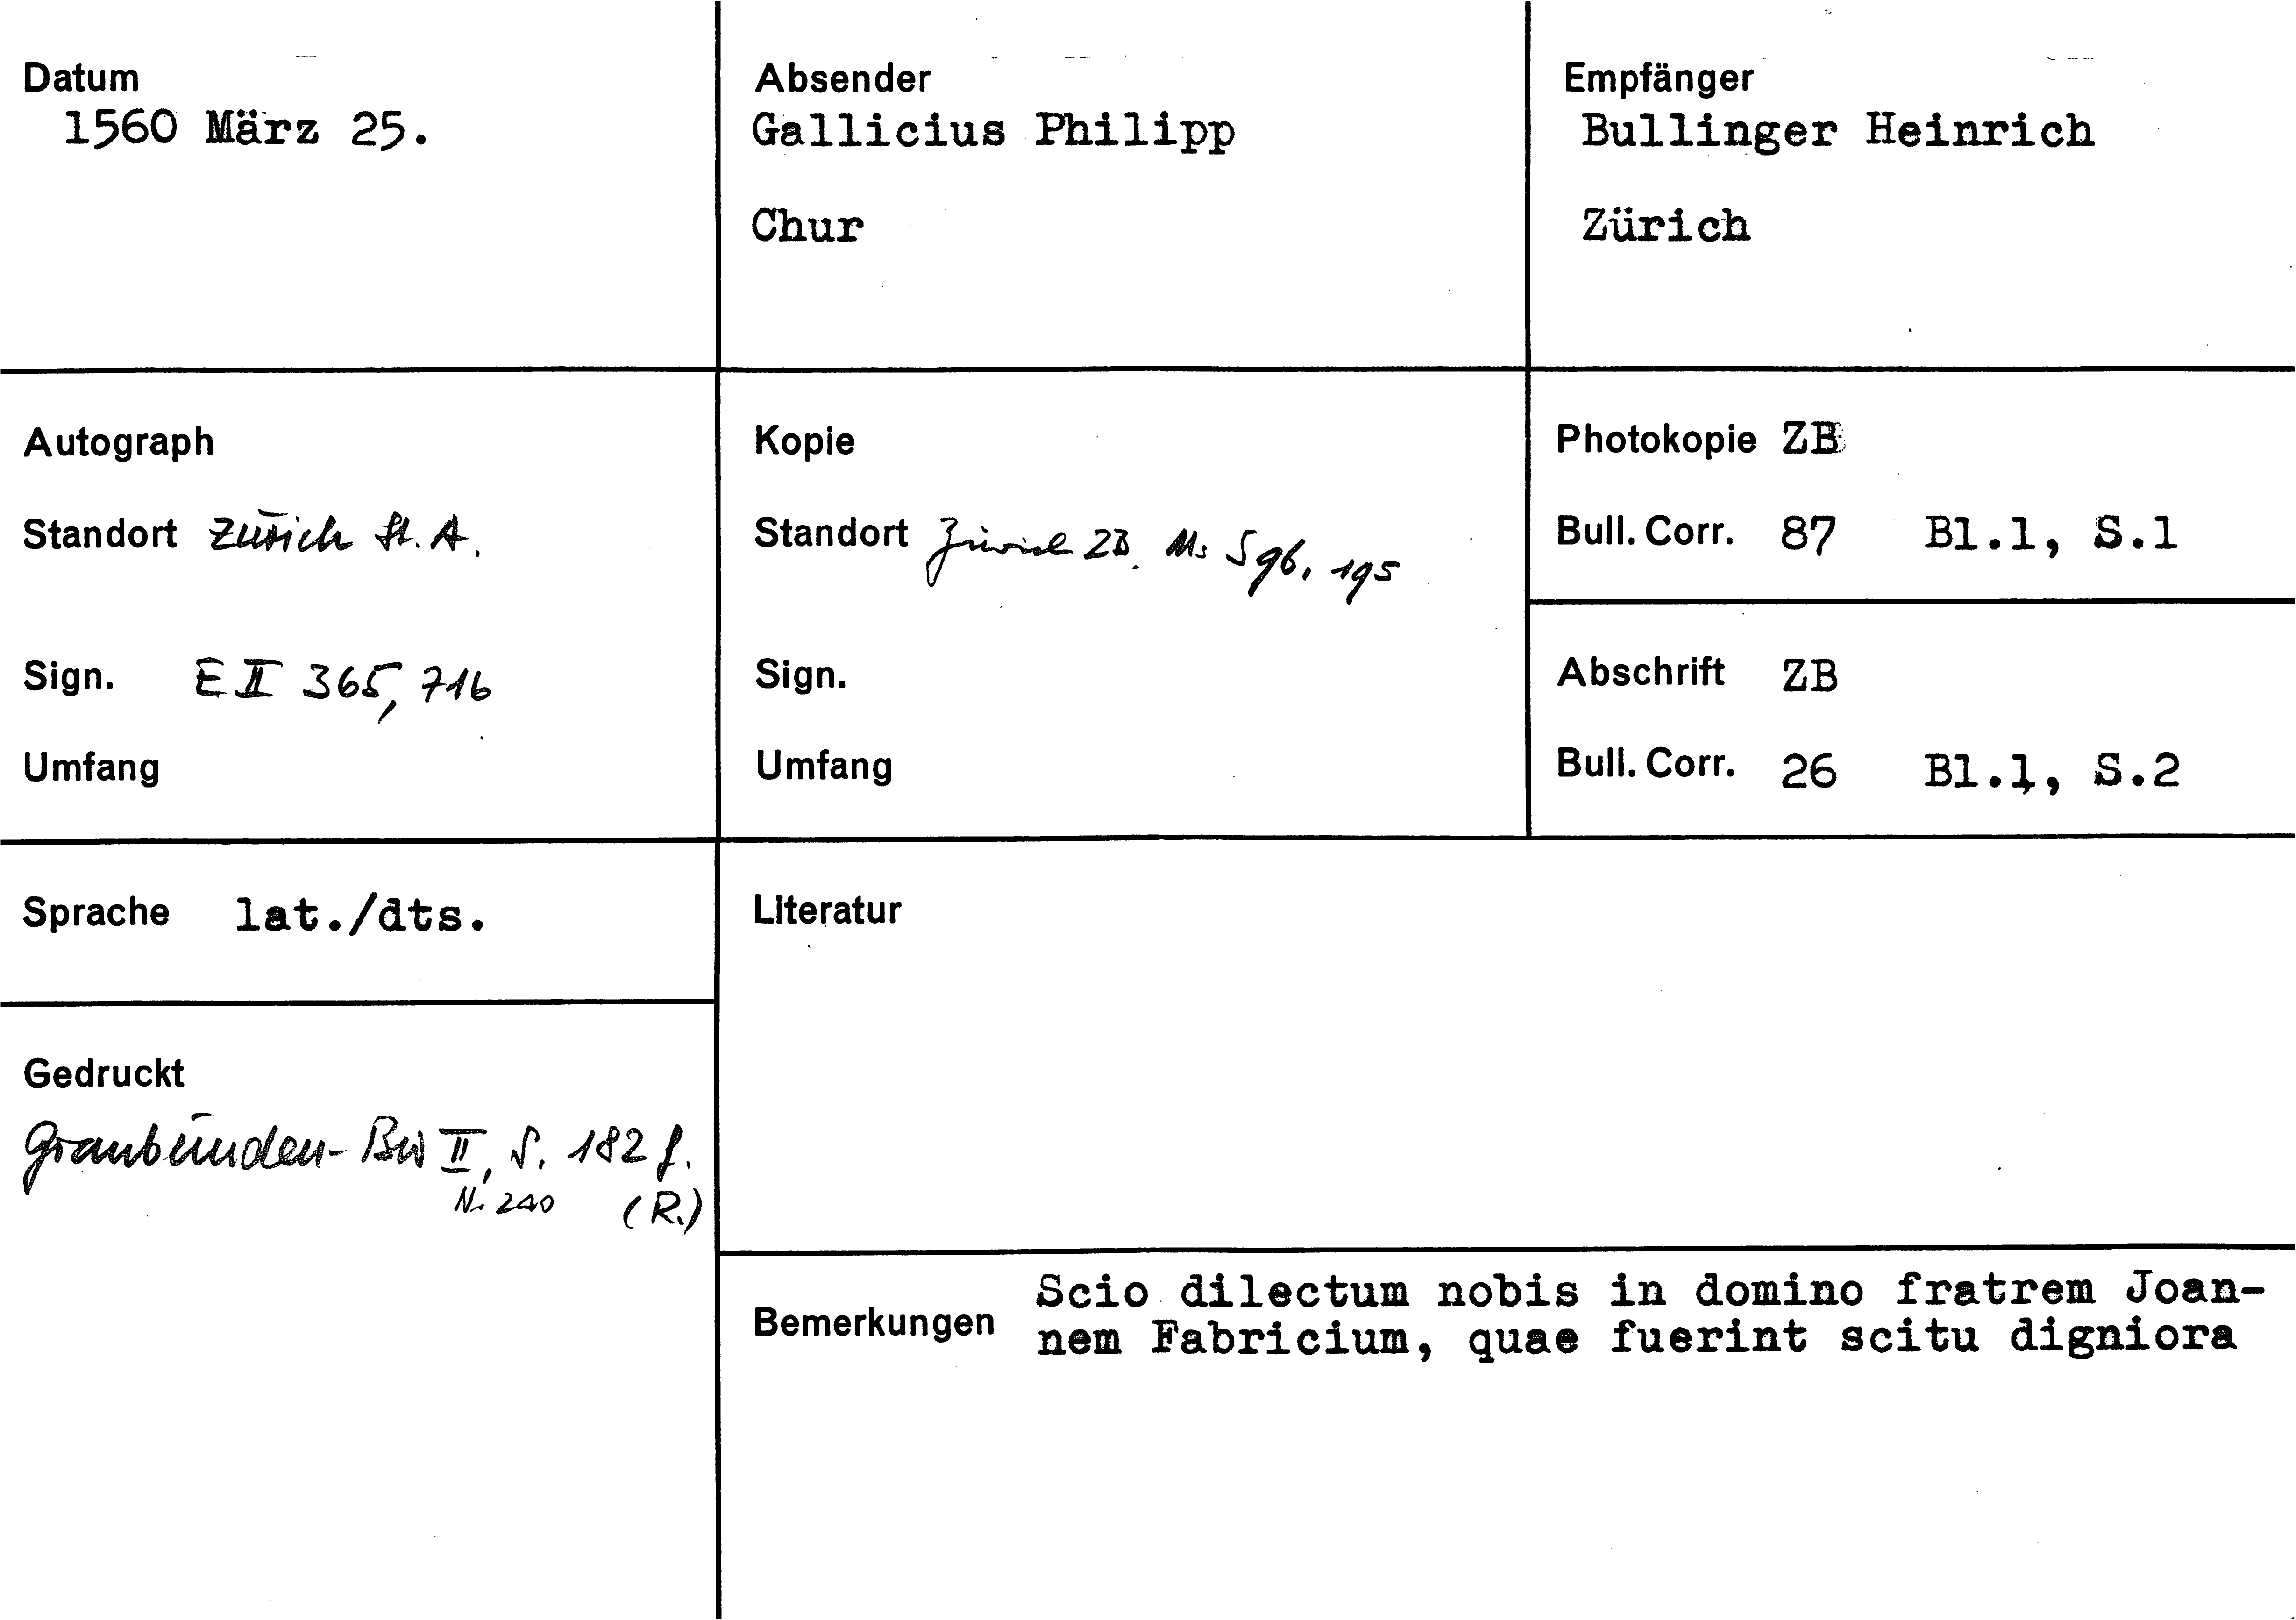 Datum
1560 März 25.
Absender
Gallicius Philipp
Chur
Empfänger
Bullinger Heinrich
Zürich
Autograph
Standort Zürich St. A.
Sign. E II 365, 716
Umfang
Kopie
Standort Zürich ZB. Ms S 96, 195
Sign.
Umfang
Photokopie ZB
Bull. Corr. 87 Bl.1, S.1
Abschrift ZB
Bull. Corr. 26 Bl.1, S.2
Sprache lat./dts.
Literatur
Gedruckt
Graubünden-BW II, S. 182 f.
Nr. 240 (R.)
Bemerkungen Scio dilectum nobis in domino fratrem Joan-
nem Fabricium, quae fuerint scitu digniora